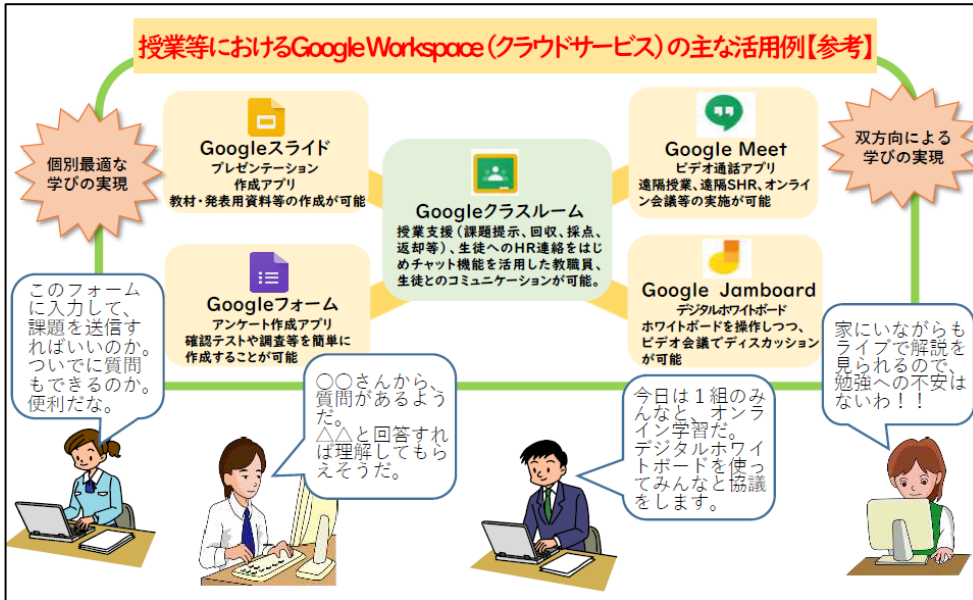 授業等におけるGoogle Workspace（クラウドサービス）の主な活用例【参考】
個別最適な
学びの実現
Googleスライド
プレゼンテーション
作成アプリ
教材・発表用資料等の作成が可能
Googleフォーム
アンケート作成アプリ
確認テストや調査等を簡単に
作成することが可能
Googleクラスルーム
授業支援（課題提示、回収、採点、
返却等）、生徒へのHR連絡をはじ
めチャット機能を活用した教職員、
生徒とのコミュニケーションが可能。
Google Meet
ビデオ通話アプリ
遠隔授業、遠隔SHR、オンライ
ン会議等の実施が可能
Google Jamboard
デジタルホワイトボード
ホワイトボードを操作しつつ、
ビデオ会議でディスカッション
が可能
双方向による
学びの実現
このフォーム
に入力して、
課題を送信す
ればいいのか。
ついでに質問
もできるのか。
便利だな。
〇〇さんから、
質問があるよう
だ。
△△と回答すれ
ば理解してもら
えそうだ。
今日は１組のみ
んなと、オンラ
イン学習だ。
デジタルホワイ
トボードを使っ
てみんなと協議
をします。
家にいながらも
ライブで解説を
見られるので、
勉強への不安は
ないわ！！